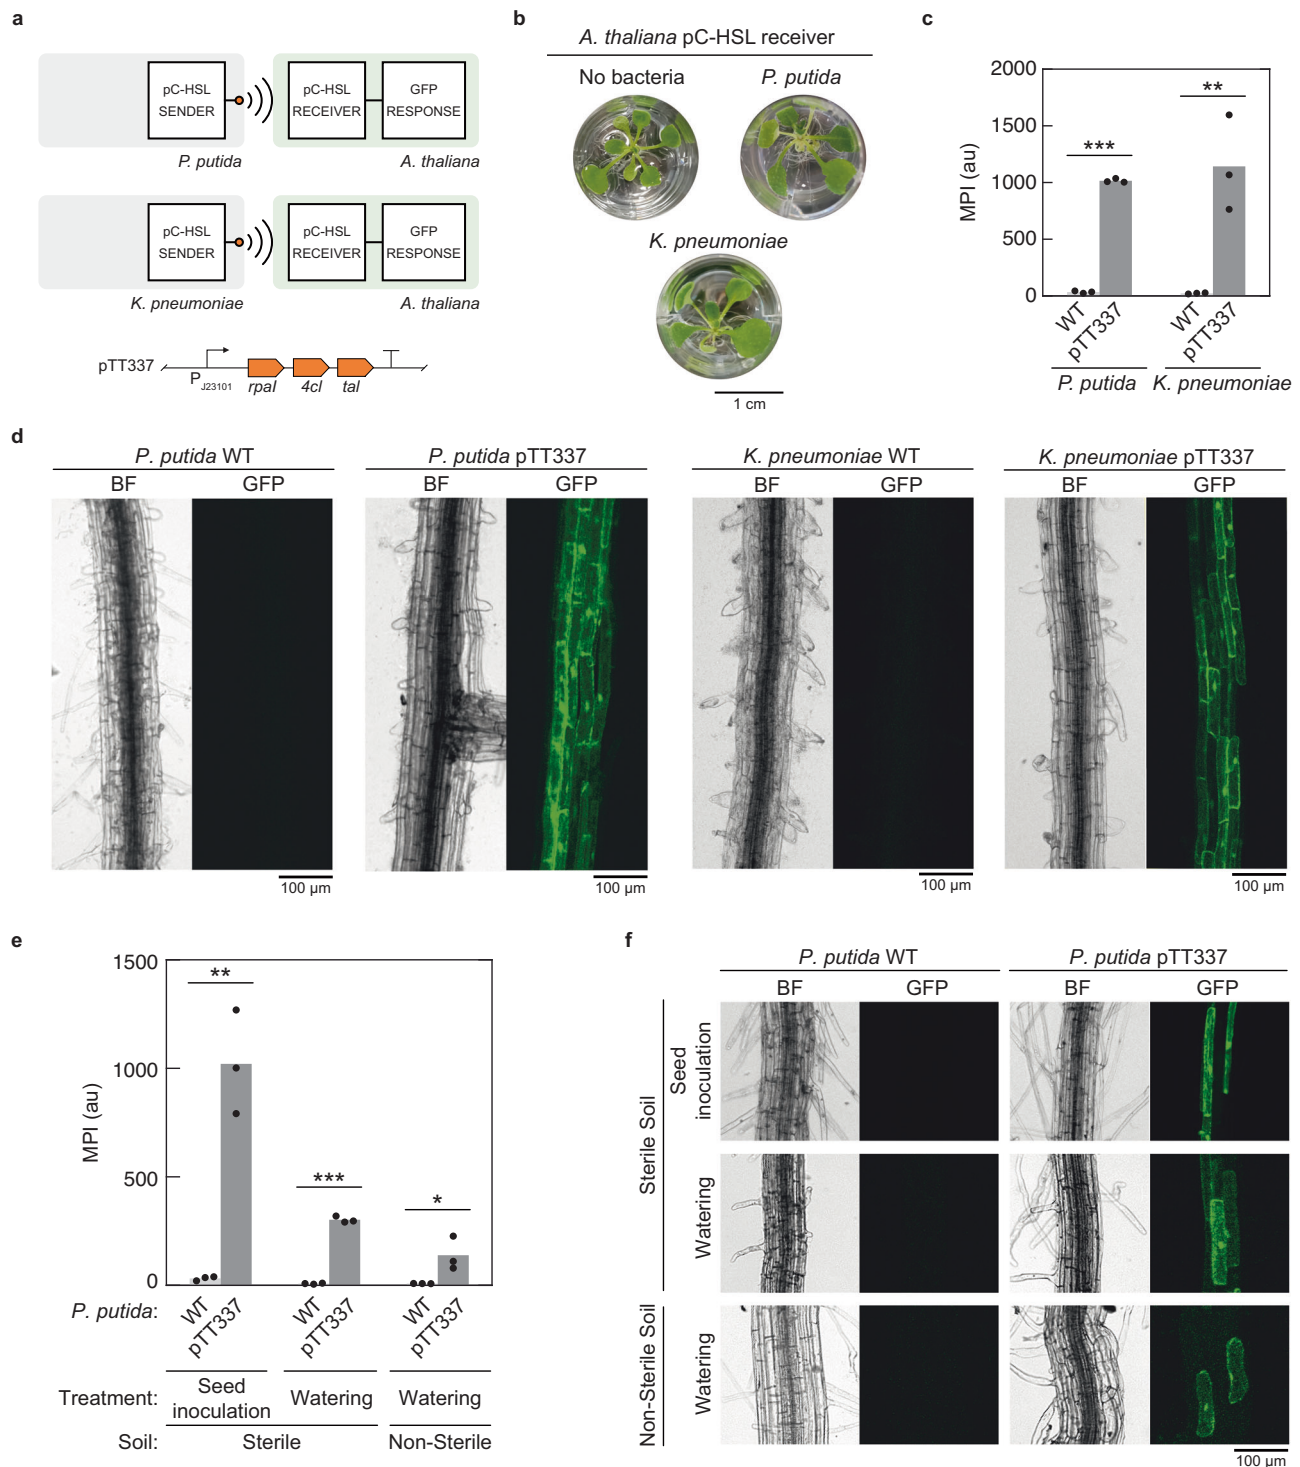 a
pC-HSL SENDER
pC-HSL RECEIVER
GFP RESPONSE
P. putida
A. thaliana
pC-HSL SENDER
pC-HSL RECEIVER
GFP RESPONSE
K. pneumoniae
A. thaliana
pTT337
PJ23101
rpaI
4cl
tal
b
A. thaliana pC-HSL receiver
No bacteria
P. putida
K. pneumoniae
1 cm
c
MPI (au)
2000
1500
1000
500
0
***
**
WT
pTT337
WT
pTT337
P. putida
K. pneumoniae
d
P. putida WT
BF GFP
100 µm
P. putida pTT337
BF GFP
100 µm
K. pneumoniae WT
BF GFP
100 µm
K. pneumoniae pTT337
BF GFP
100 µm
e
MPI (au)
1500
1000
500
0
**
***
*
P. putida:
WT
pTT337
WT
pTT337
WT
pTT337
Treatment:
Seed inoculation
Watering
Watering
Soil:
Sterile
Non-Sterile
f
P. putida WT
P. putida pTT337
BF GFP
BF GFP
Sterile Soil
Seed inoculation
Watering
Non-Sterile Soil
Watering
100 µm